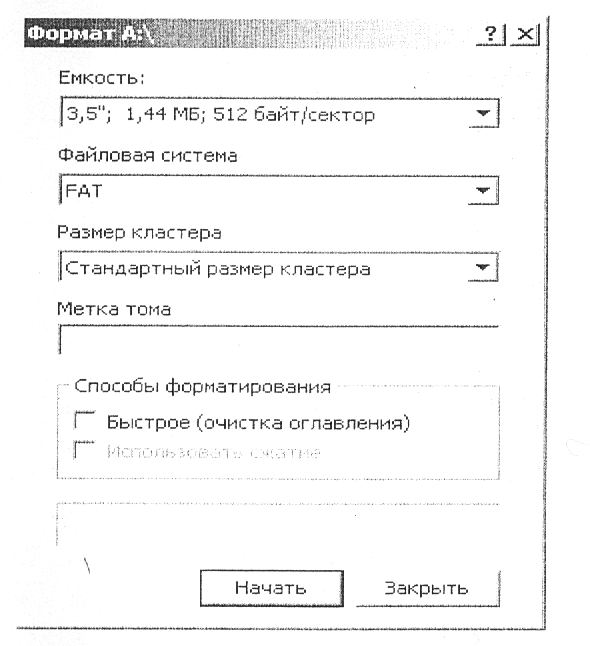 Формат A:\
Емкость:
3,5"; 1,44 МБ; 512 байт/сектор
Файловая система
FAT
Размер кластера
Стандартный размер кластера
Метка тома
Способы форматирования
Быстрое (очистка оглавления)
Использовать сжатие
Начать
Закрыть